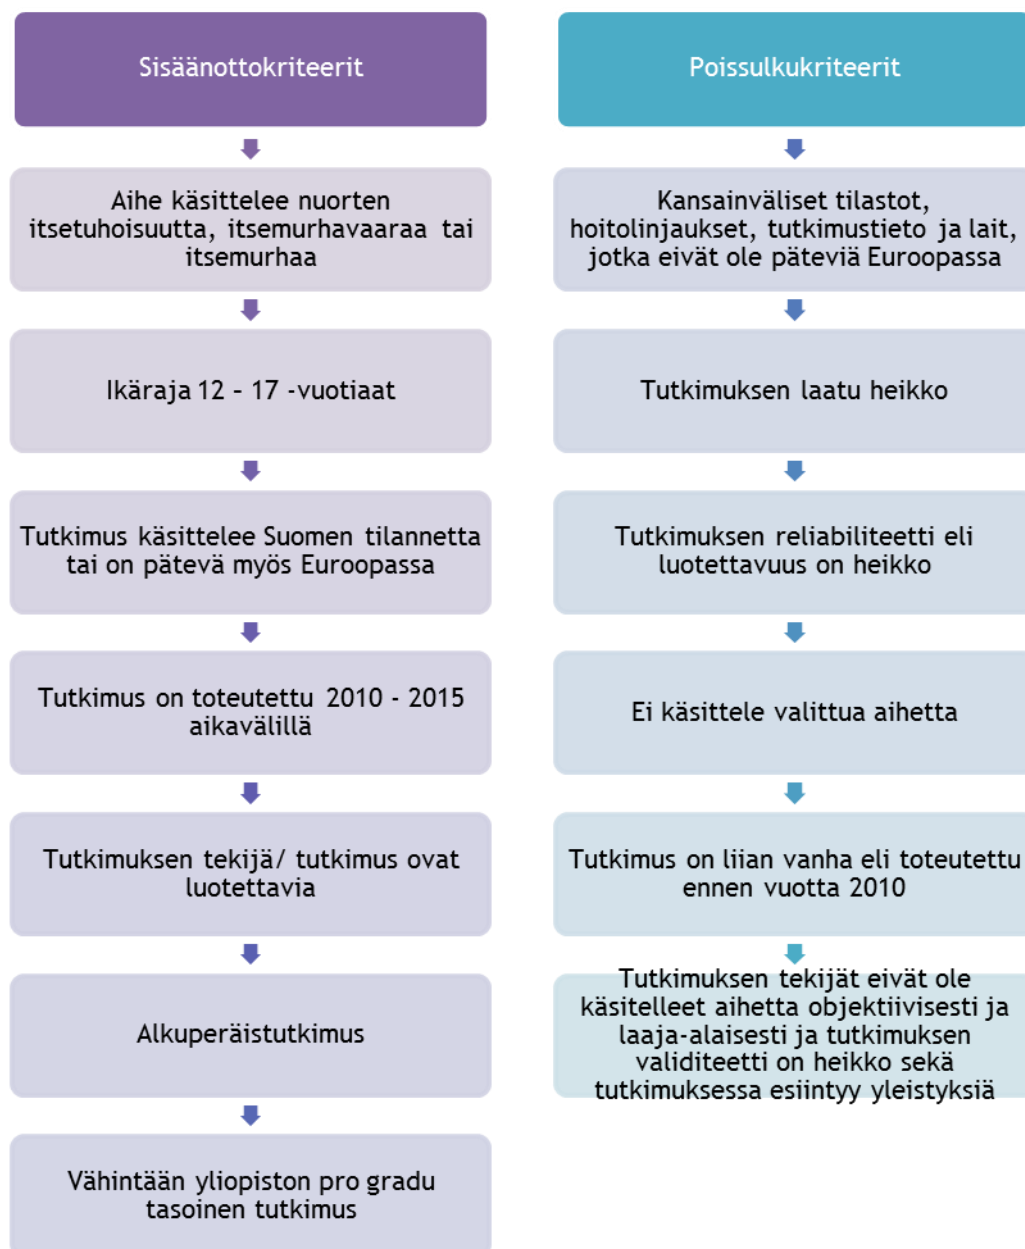 Sisäänottokriteerit
Aihe käsittelee nuorten
itsetuhoisuutta, itsemurhavaaraa tai
itsemurhaa
Ikäraja 12 – 17 -vuotiaat
Tutkimus käsittelee Suomen tilannetta
tai on pätevä myös Euroopassa
Tutkimus on toteutettu 2010 - 2015
aikavälillä
Tutkimuksen tekijä/ tutkimus ovat
luotettavia
Alkuperäistutkimus
Vähintään yliopiston pro gradu
tasoinen tutkimus
Poissulkukriteerit
Kansainväliset tilastot,
hoitolinjaukset, tutkimustieto ja lait,
jotka eivät ole päteviä Euroopassa
Tutkimuksen laatu heikko
Tutkimuksen reliabiliteetti eli
luotettavuus on heikko
Ei käsittele valittua aihetta
Tutkimus on liian vanha eli toteutettu
ennen vuotta 2010
Tutkimuksen tekijät eivät ole
käsitelleet aihetta objektiivisesti ja
laaja-alaisesti ja tutkimuksen
validiteetti on heikko sekä
tutkimuksessa esiintyy yleistyksiä